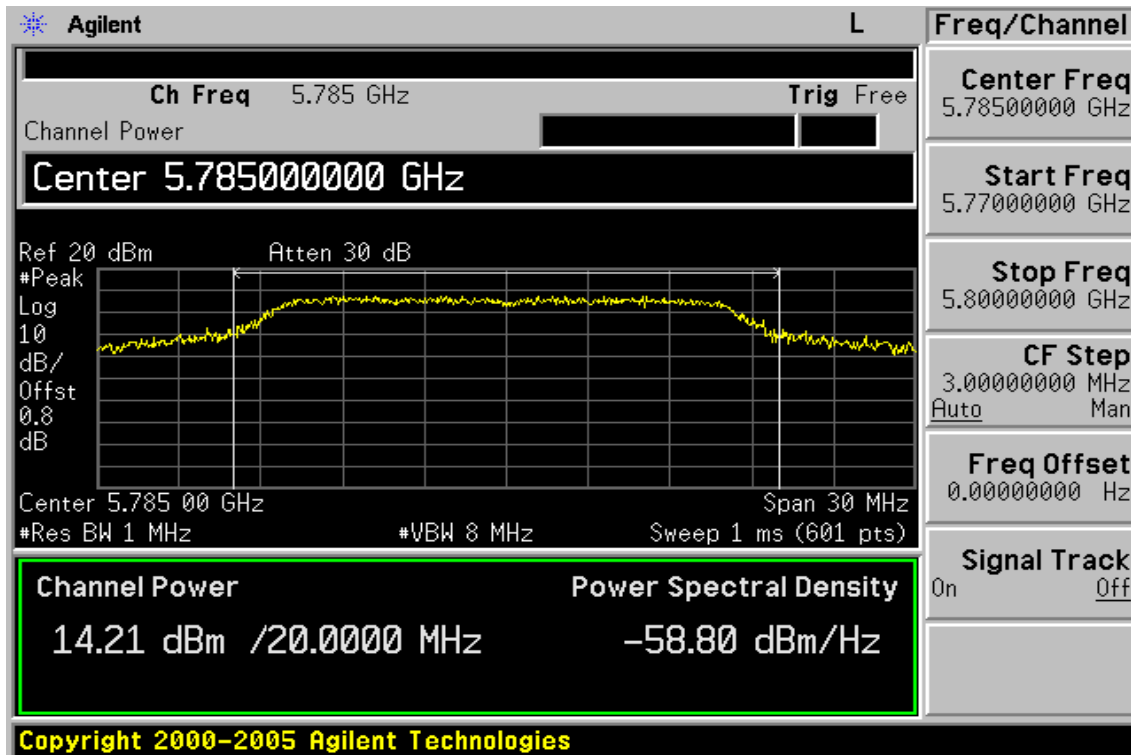 Agilent L Freq/Channel
Ch Freq 5.785 GHz Trig Free
Channel Power
Center 5.785000000 GHz
Ref 20 dBm Atten 30 dB
#Peak
Log
10
dB/
Offst
0.8
dB
Center 5.785 00 GHz Span 30 MHz
#Res BW 1 MHz #VBW 8 MHz Sweep 1 ms (601 pts)
Channel Power Power Spectral Density
14.21 dBm /20.0000 MHz -58.80 dBm/Hz
Copyright 2000-2005 Agilent Technologies
Center Freq
5.78500000 GHz
Start Freq
5.77000000 GHz
Stop Freq
5.80000000 GHz
CF Step
3.00000000 MHz
Auto Man
Freq Offset
0.00000000 Hz
Signal Track
On Off